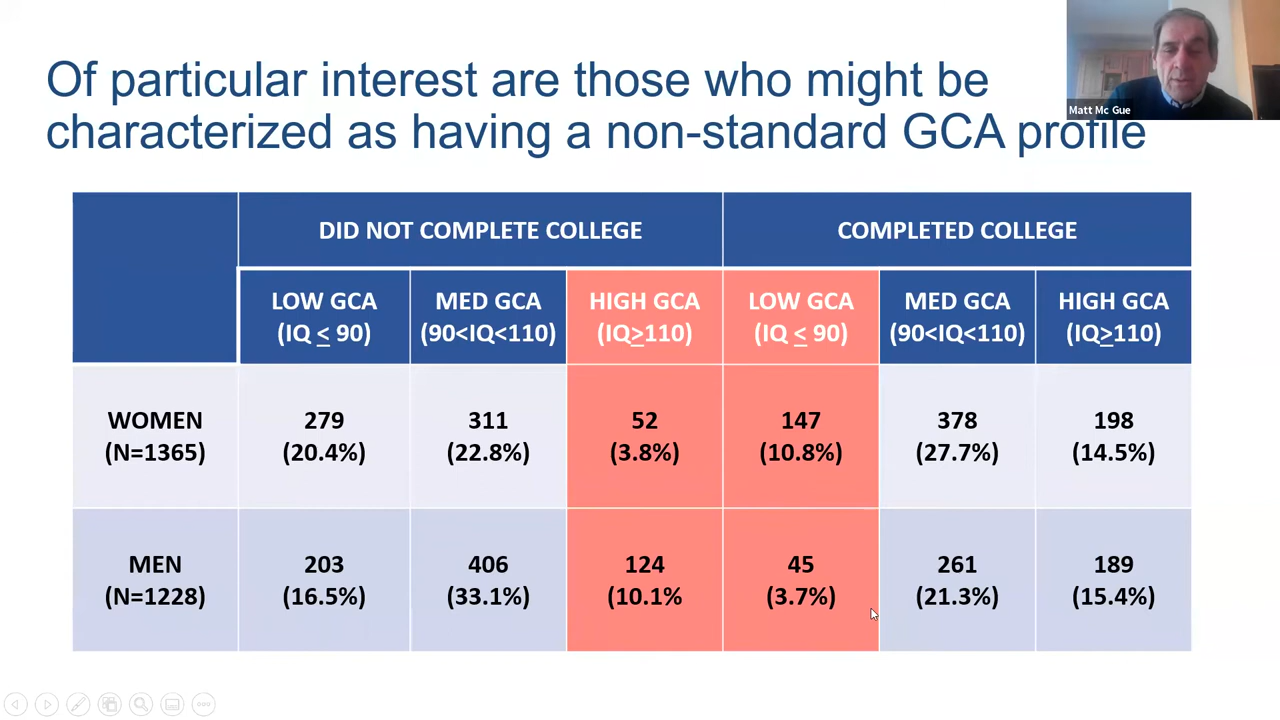 Of particular interest are those who might be
characterized as having a non-standard GCA profile
Matt Mc Gue
DID NOT COMPLETE COLLEGE
COMPLETED COLLEGE
LOW GCA
(IQ ≤ 90)
MED GCA
(90<IQ<110)
HIGH GCA
(IQ≥110)
LOW GCA
(IQ ≤ 90)
MED GCA
(90<IQ<110)
HIGH GCA
(IQ≥110)
WOMEN
(N=1365)
279
(20.4%)
311
(22.8%)
52
(3.8%)
147
(10.8%)
378
(27.7%)
198
(14.5%)
MEN
(N=1228)
203
(16.5%)
406
(33.1%)
124
(10.1%
45
(3.7%)
261
(21.3%)
189
(15.4%)